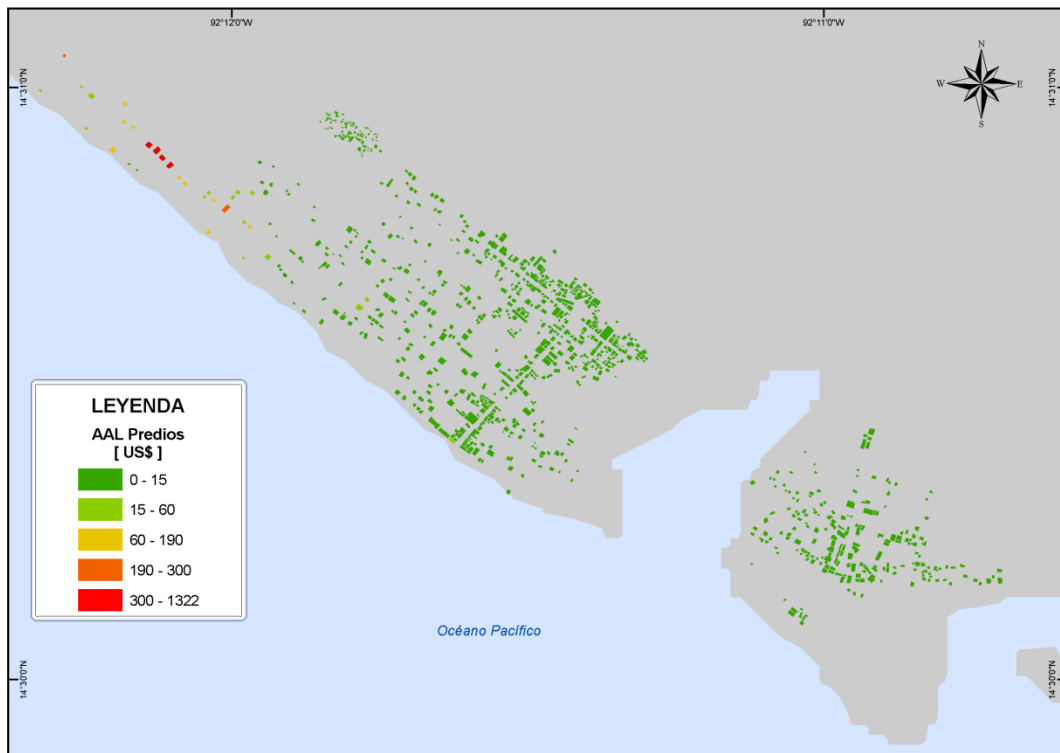 92°12'0"W
92°11'0"W
N
W
E
S
14°31'0"N
14°31'0"N
LEYENDA
AAL Predios
[ US$ ]
0 - 15
15 - 60
60 - 190
190 - 300
300 - 1322
Océano Pacífico
14°30'0"N
14°30'0"N